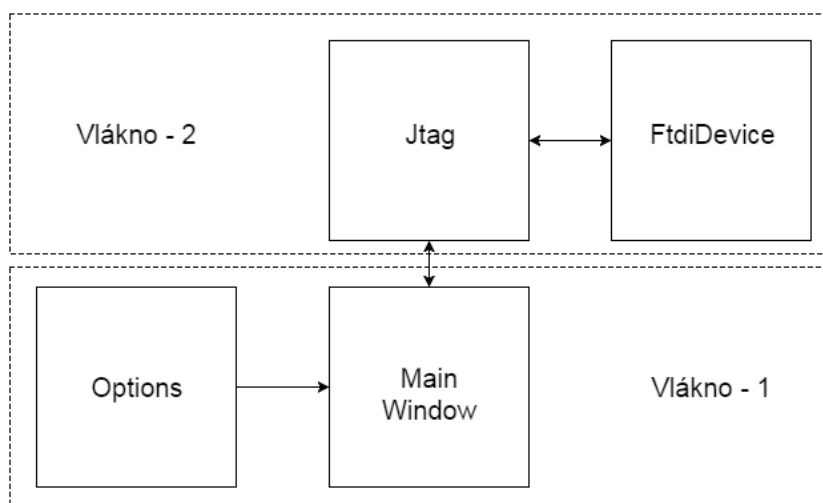 Vlákno - 2
Jtag
FtdiDevice
Options
Main
Window
Vlákno - 1